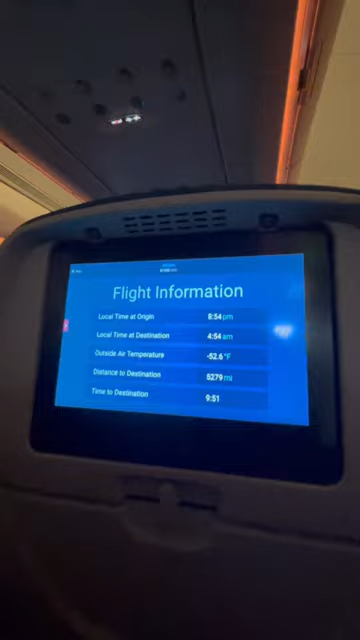 Flight Information
Local Time at Origin 8:54 pm
Local Time at Destination 4:54 am
Outside Air Temperature -52.6 °F
Distance to Destination 5279 mi
Time to Destination 9:51